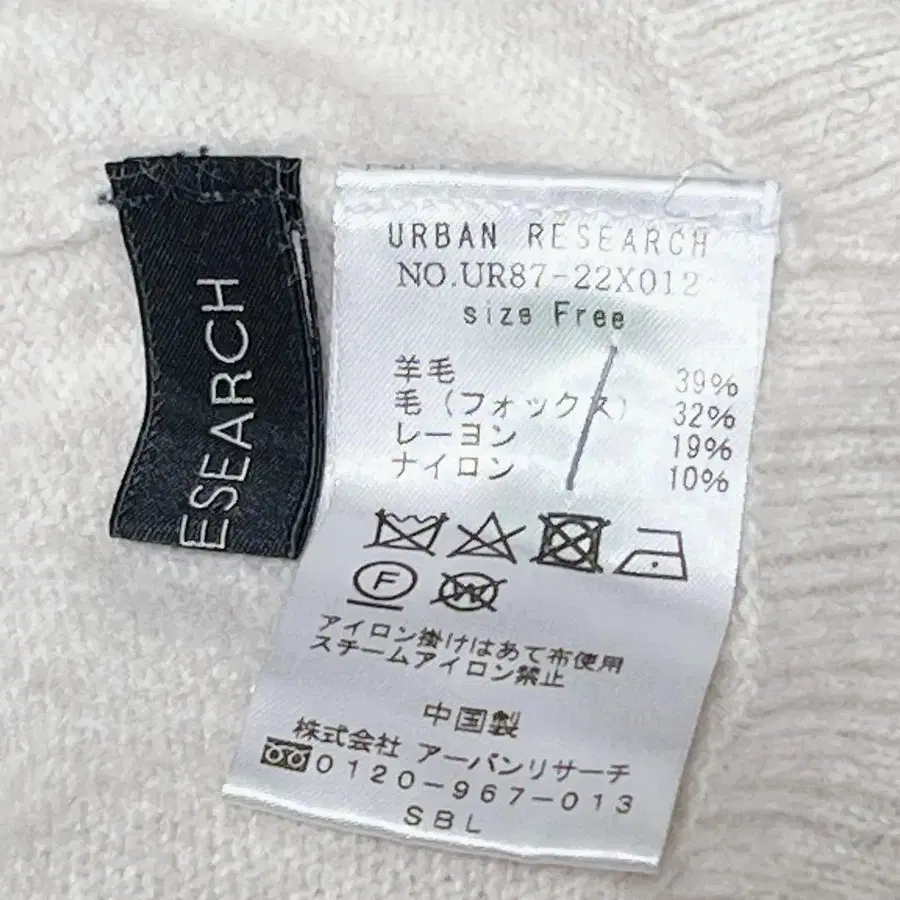 ESEARCH
URBAN RESEARCH
NO.UR87-22X012
size Free
羊毛 39%
毛(フォックス) 32%
レーヨン 19%
ナイロン 10%
F
W
アイロン掛けはあて布使用
スチームアイロン禁止
中国製
株式会社 アーバンリサーチ
0120-967-013
SBL